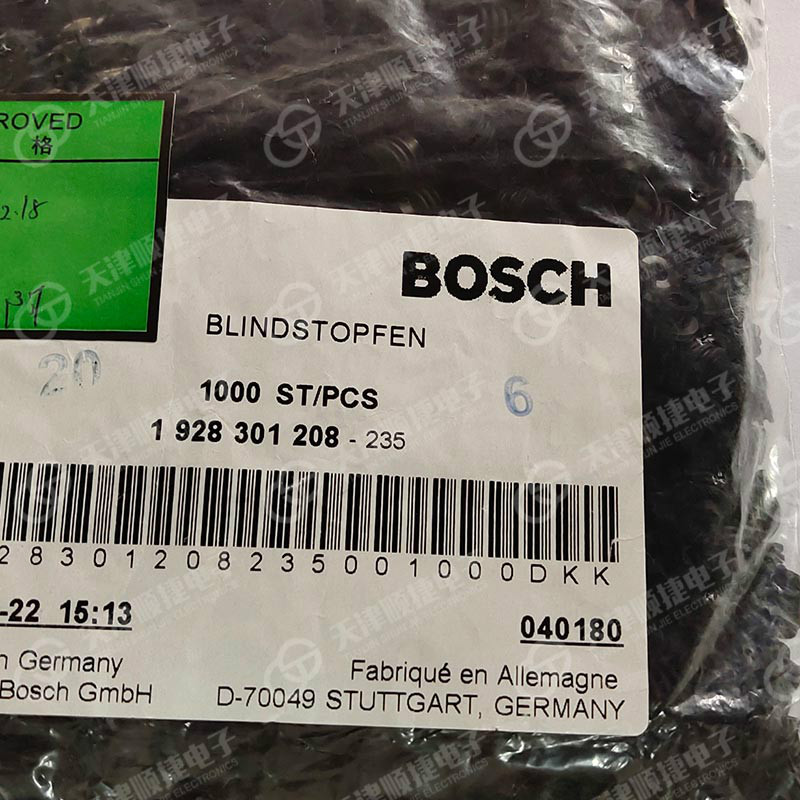 ROVED
格
2.18
BOSCH
BLINDSTOPFEN
20
1000 ST/PCS
6
1 928 301 208 - 235
28301208235001000DKK
-22 15:13
040180
n Germany
Fabriqué en Allemagne
Bosch GmbH
D-70049 STUTTGART, GERMANY
天津顺捷电子
TIANJIN SHUN JIE ELECTRONICS